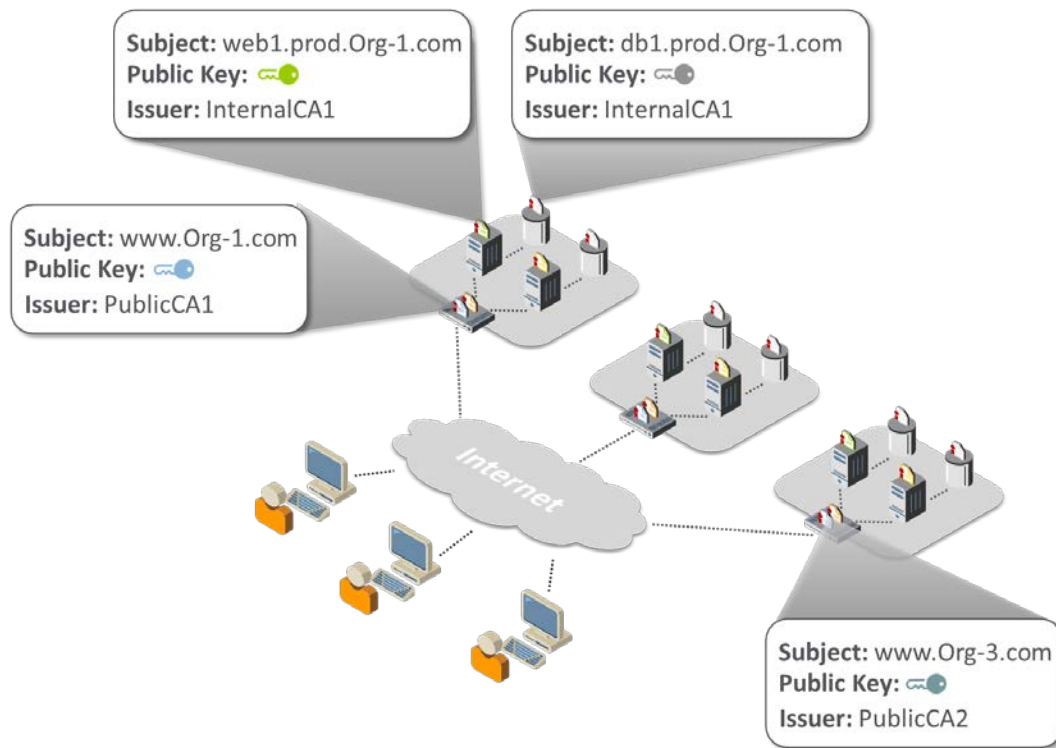 Subject: web1.prod.Org-1.com
Public Key:
Issuer: InternalCA1
Subject: db1.prod.Org-1.com
Public Key:
Issuer: InternalCA1
Subject: www.Org-1.com
Public Key:
Issuer: PublicCA1
Internet
Subject: www.Org-3.com
Public Key:
Issuer: PublicCA2